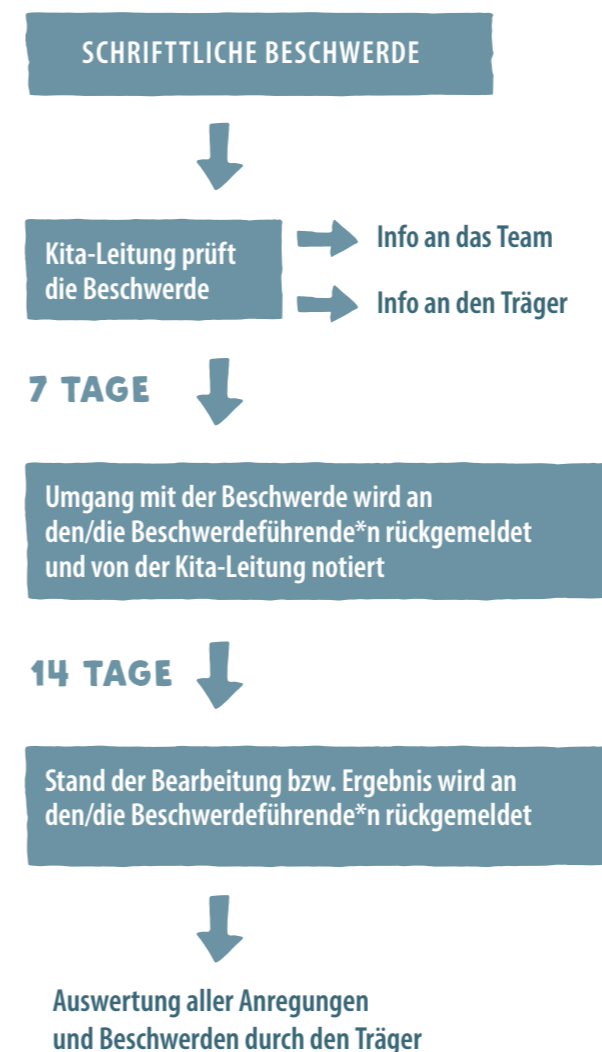 SCHRIFTTLICHE BESCHWERDE
Kita-Leitung prüft
die Beschwerde
Info an das Team
Info an den Träger
7 TAGE
Umgang mit der Beschwerde wird an
den/die Beschwerdeführende*n rückgemeldet
und von der Kita-Leitung notiert
14 TAGE
Stand der Bearbeitung bzw. Ergebnis wird an
den/die Beschwerdeführende*n rückgemeldet
Auswertung aller Anregungen
und Beschwerden durch den Träger